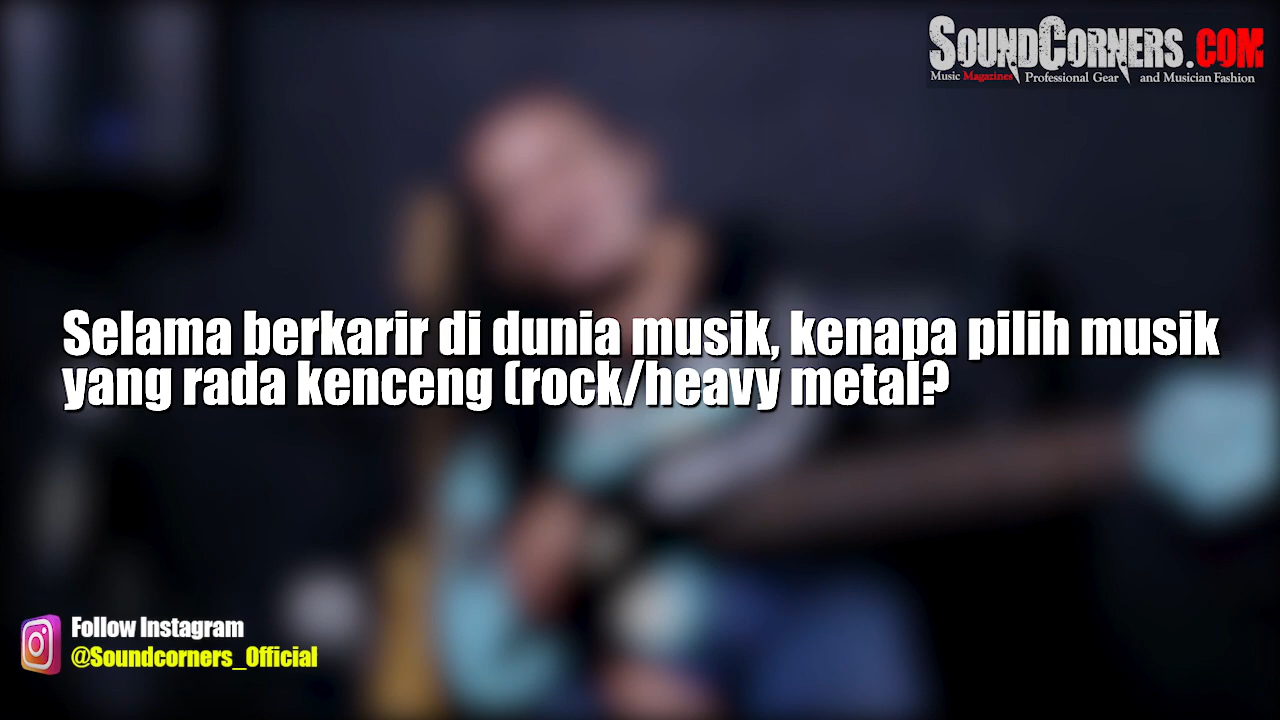 SOUNDCORNERS.COM
Music Magazines Professional Gear and Musician Fashion
Selama berkarir di dunia musik, kenapa pilih musik
yang rada kenceng (rock/heavy metal?
Follow Instagram
@Soundcorners_Official